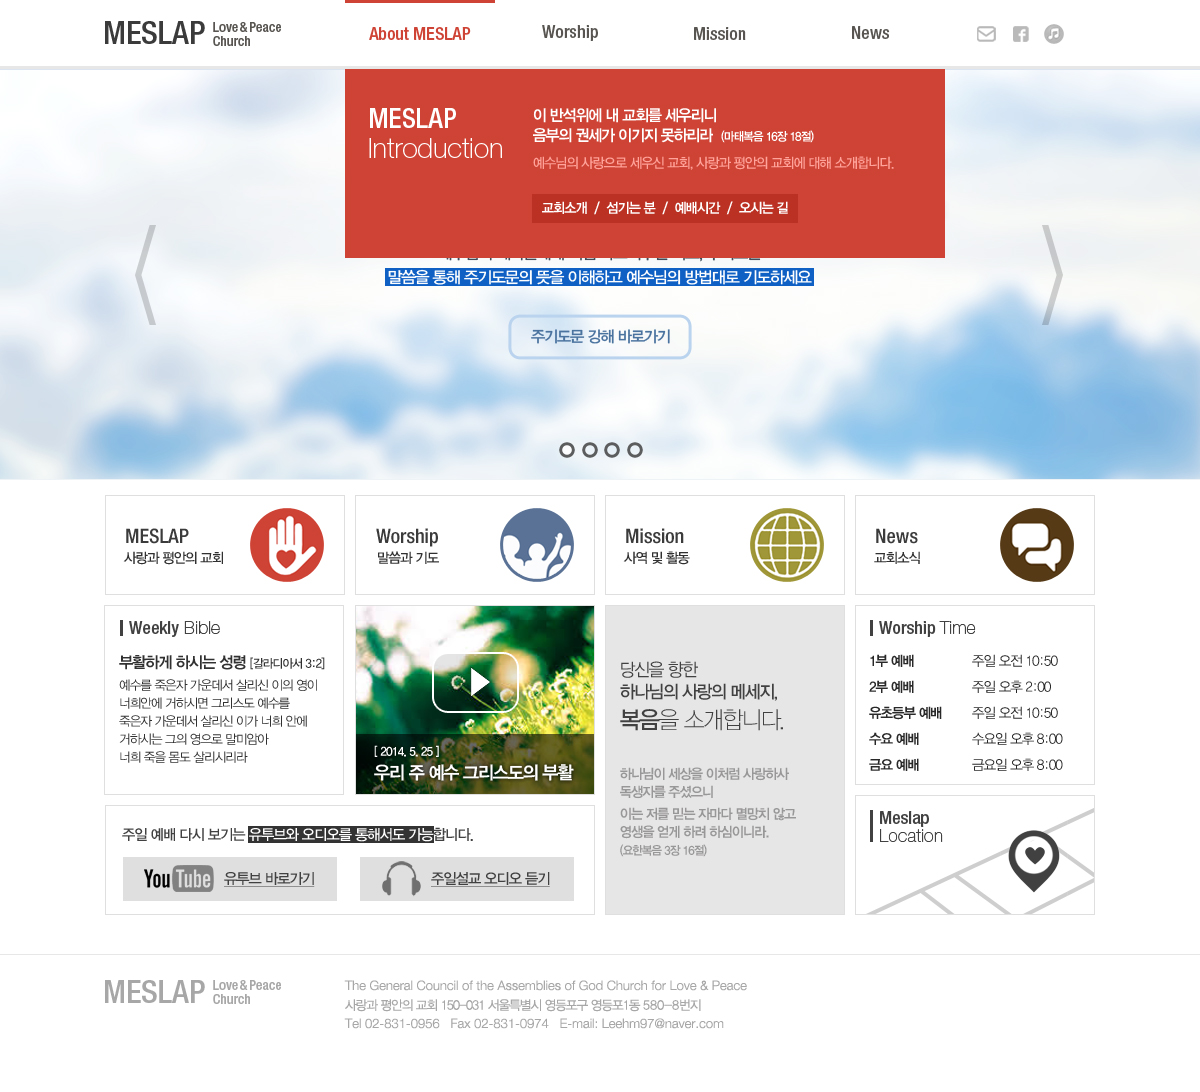 MESLAP Love & Peace Church
About MESLAP
Worship
Mission
News
MESLAP
Introduction
이 반석위에 내 교회를 세우리니
음부의 권세가 이기지 못하리라 (마태복음 16장 18절)
예수님의 사랑으로 세우신 교회, 사랑과 평안의 교회에 대해 소개합니다.
교회소개 / 섬기는 분 / 예배시간 / 오시는 길
말씀을 통해 주기도문의 뜻을 이해하고 예수님의 방법대로 기도하세요
주기도문 강해 바로가기
MESLAP
사랑과 평안의 교회
Worship
말씀과 기도
Mission
사역 및 활동
News
교회소식
Weekly Bible
부활하게 하시는 성령 [갈라디아서 3:2]
예수를 죽은자 가운데서 살리신 이의 영이
너희안에 거하시면 그리스도 예수를
죽은자 가운데서 살리신 이가 너희 안에
거하시는 그의 영으로 말미암아
너희 죽을 몸도 살리시리라
[ 2014. 5. 25 ]
우리 주 예수 그리스도의 부활
당신을 향한
하나님의 사랑의 메세지,
복음을 소개합니다.
하나님이 세상을 이처럼 사랑하사
독생자를 주셨으니
이는 저를 믿는 자마다 멸망치 않고
영생을 얻게 하려 하심이니라.
(요한복음 3장 16절)
Worship Time
1부 예배 주일 오전 10:50
2부 예배 주일 오후 2:00
유초등부 예배 주일 오전 10:50
수요 예배 수요일 오후 8:00
금요 예배 금요일 오후 8:00
주일 예배 다시 보기는 유투브와 오디오를 통해서도 가능합니다.
YouTube 유투브 바로가기
주일설교 오디오 듣기
Meslap
Location
MESLAP Love & Peace Church
The General Council of the Assemblies of God Church for Love & Peace
사랑과 평안의 교회 150-031 서울특별시 영등포구 영등포1동 580-8번지
Tel 02-831-0956 Fax 02-831-0974 E-mail: Leehm97@naver.com